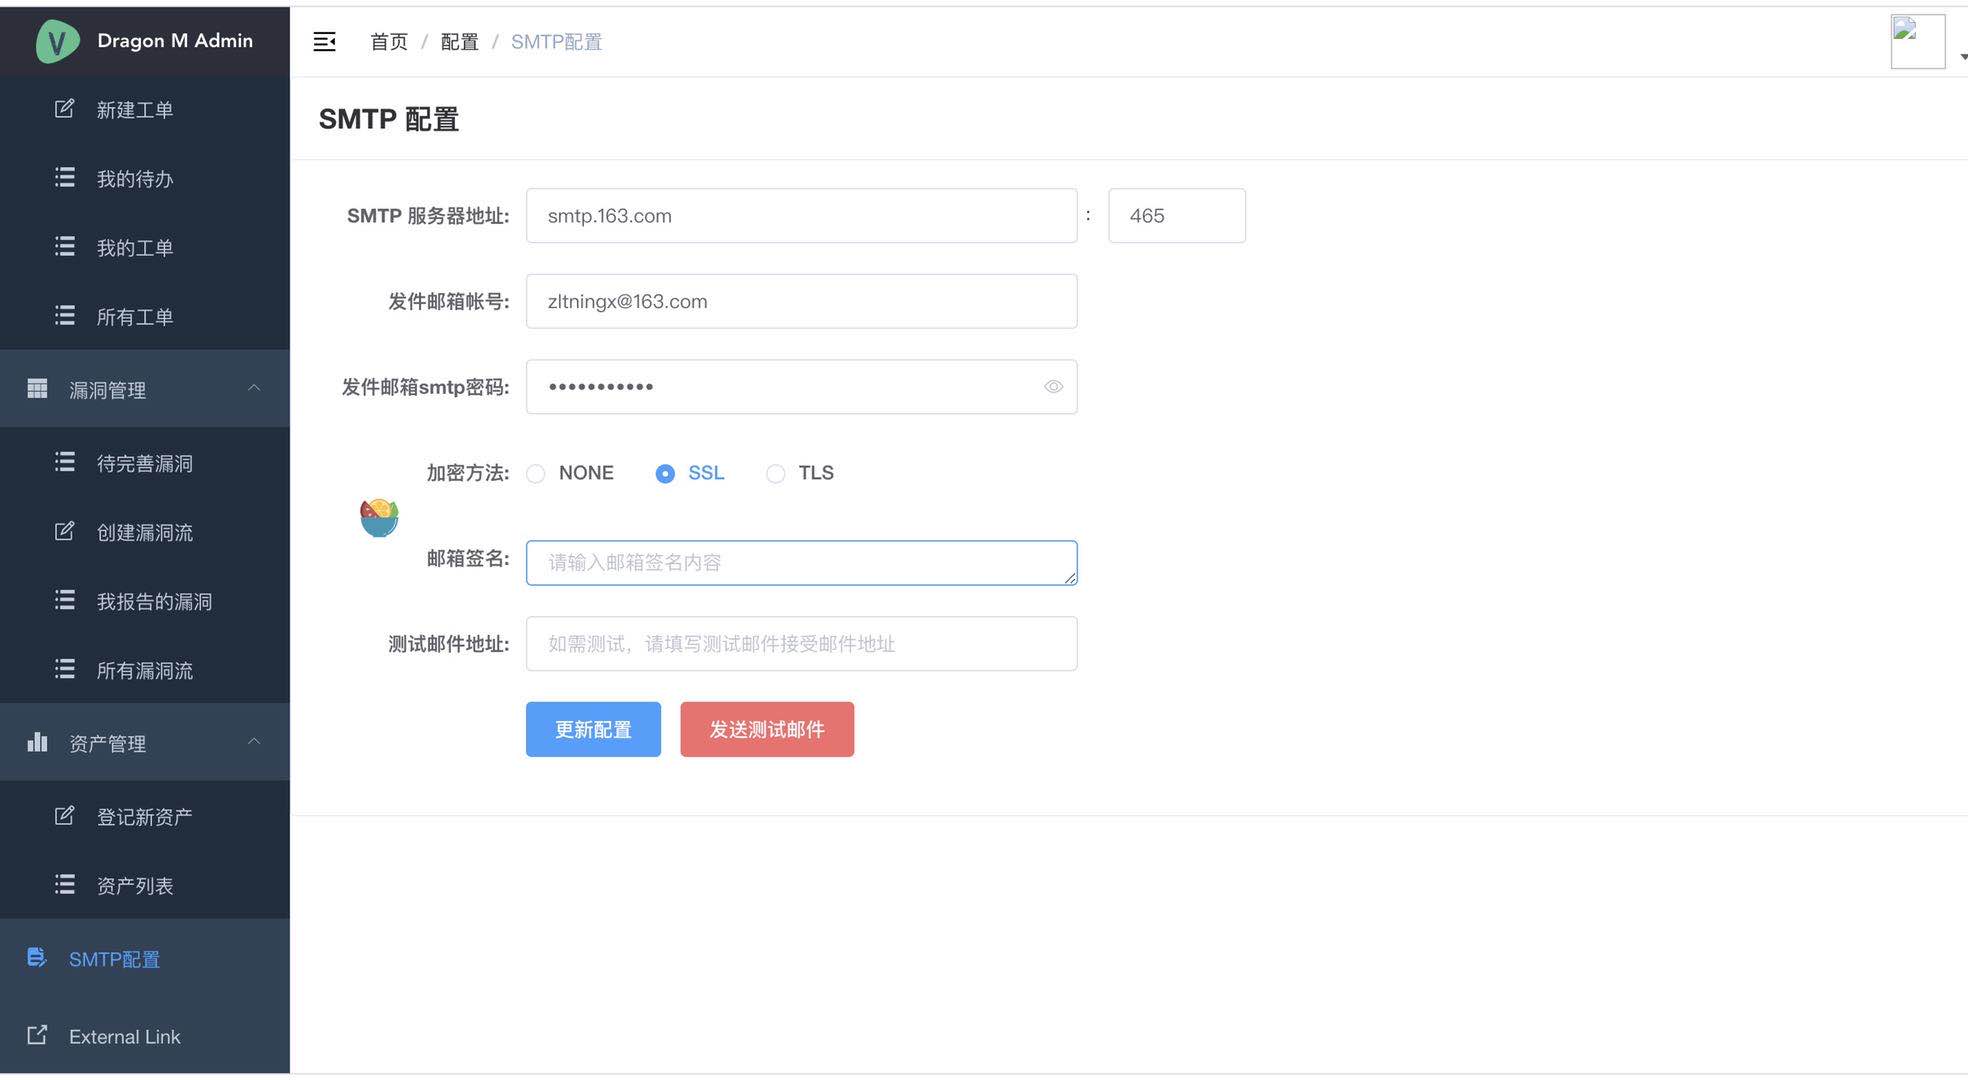 Dragon M Admin
首页 / 配置 / SMTP配置
新建工单
我的待办
我的工单
所有工单
漏洞管理
待完善漏洞
创建漏洞流
我报告的漏洞
所有漏洞流
资产管理
登记新资产
资产列表
SMTP配置
External Link
SMTP 配置
SMTP 服务器地址: smtp.163.com : 465
发件邮箱帐号: zltningx@163.com
发件邮箱smtp密码: •••••••••••
加密方法: NONE SSL TLS
邮箱签名: 请输入邮箱签名内容
测试邮件地址: 如需测试，请填写测试邮件接受邮件地址
更新配置 发送测试邮件